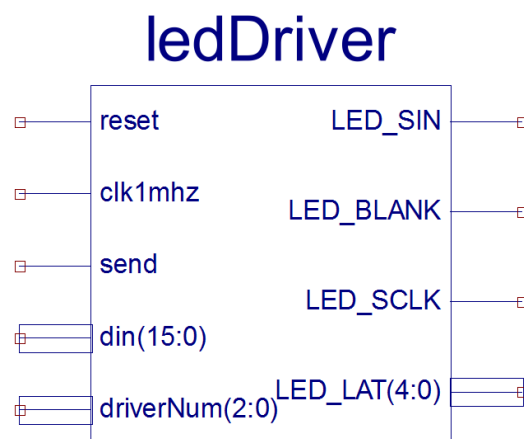 ledDriver
reset
LED_SIN
clk1mhz
LED_BLANK
send
LED_SCLK
din(15:0)
driverNum(2:0)
LED_LAT(4:0)